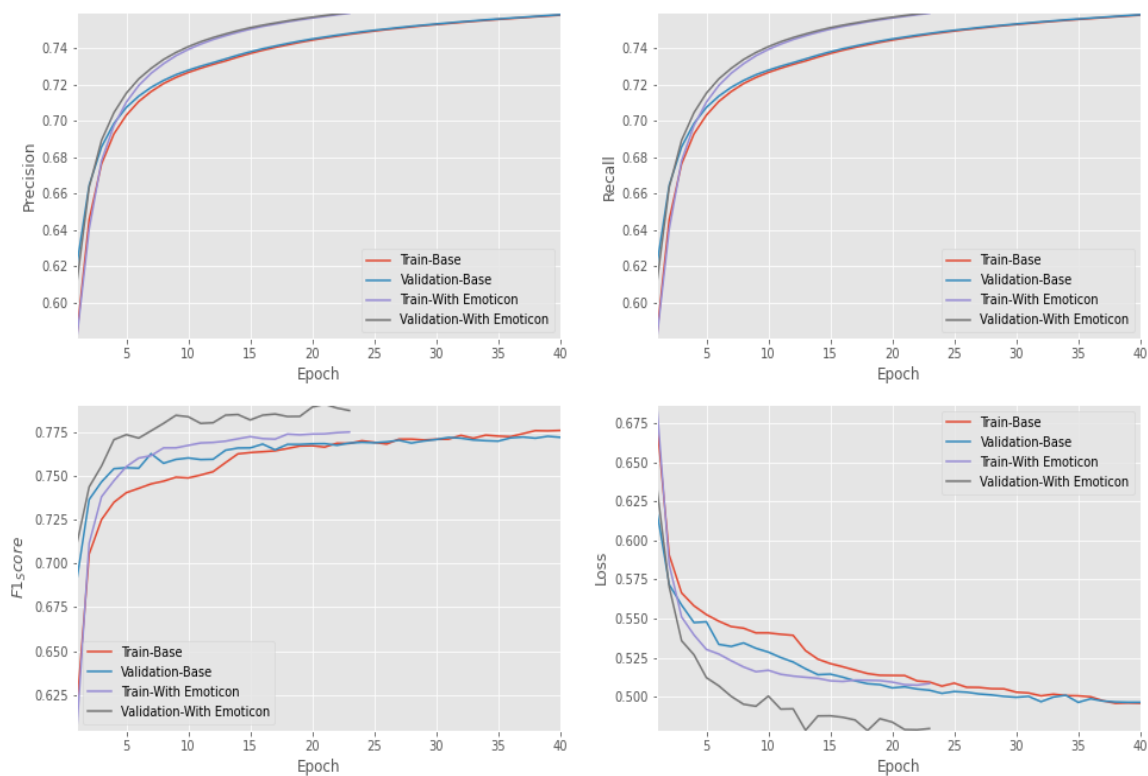 Precision
0.74
0.72
0.70
0.68
0.66
0.64
0.62
0.60
Train-Base
Validation-Base
Train-With Emoticon
Validation-With Emoticon
5 10 15 20 25 30 35 40
Epoch
Recall
0.74
0.72
0.70
0.68
0.66
0.64
0.62
0.60
Train-Base
Validation-Base
Train-With Emoticon
Validation-With Emoticon
5 10 15 20 25 30 35 40
Epoch
F1score
0.775
0.750
0.725
0.700
0.675
0.650
0.625
Train-Base
Validation-Base
Train-With Emoticon
Validation-With Emoticon
5 10 15 20 25 30 35 40
Epoch
Loss
0.675
0.650
0.625
0.600
0.575
0.550
0.525
0.500
Train-Base
Validation-Base
Train-With Emoticon
Validation-With Emoticon
5 10 15 20 25 30 35 40
Epoch